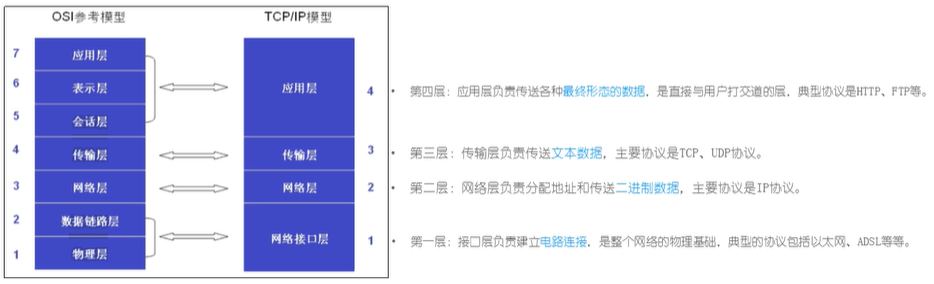 OSI参考模型 TCP/IP模型
7 应用层
6 表示层
5 会话层
应用层 4
• 第四层：应用层负责传送各种最终形态的数据，是直接与用户打交道的层，典型协议是HTTP、FTP等。
4 传输层 传输层 3
• 第三层：传输层负责传送文本数据，主要协议是TCP、UDP协议。
3 网络层 网络层 2
• 第二层：网络层负责分配地址和传送二进制数据，主要协议是IP协议。
2 数据链路层
1 物理层
网络接口层 1
• 第一层：接口层负责建立电路连接，是整个网络的物理基础，典型的协议包括以太网、ADSL等等。